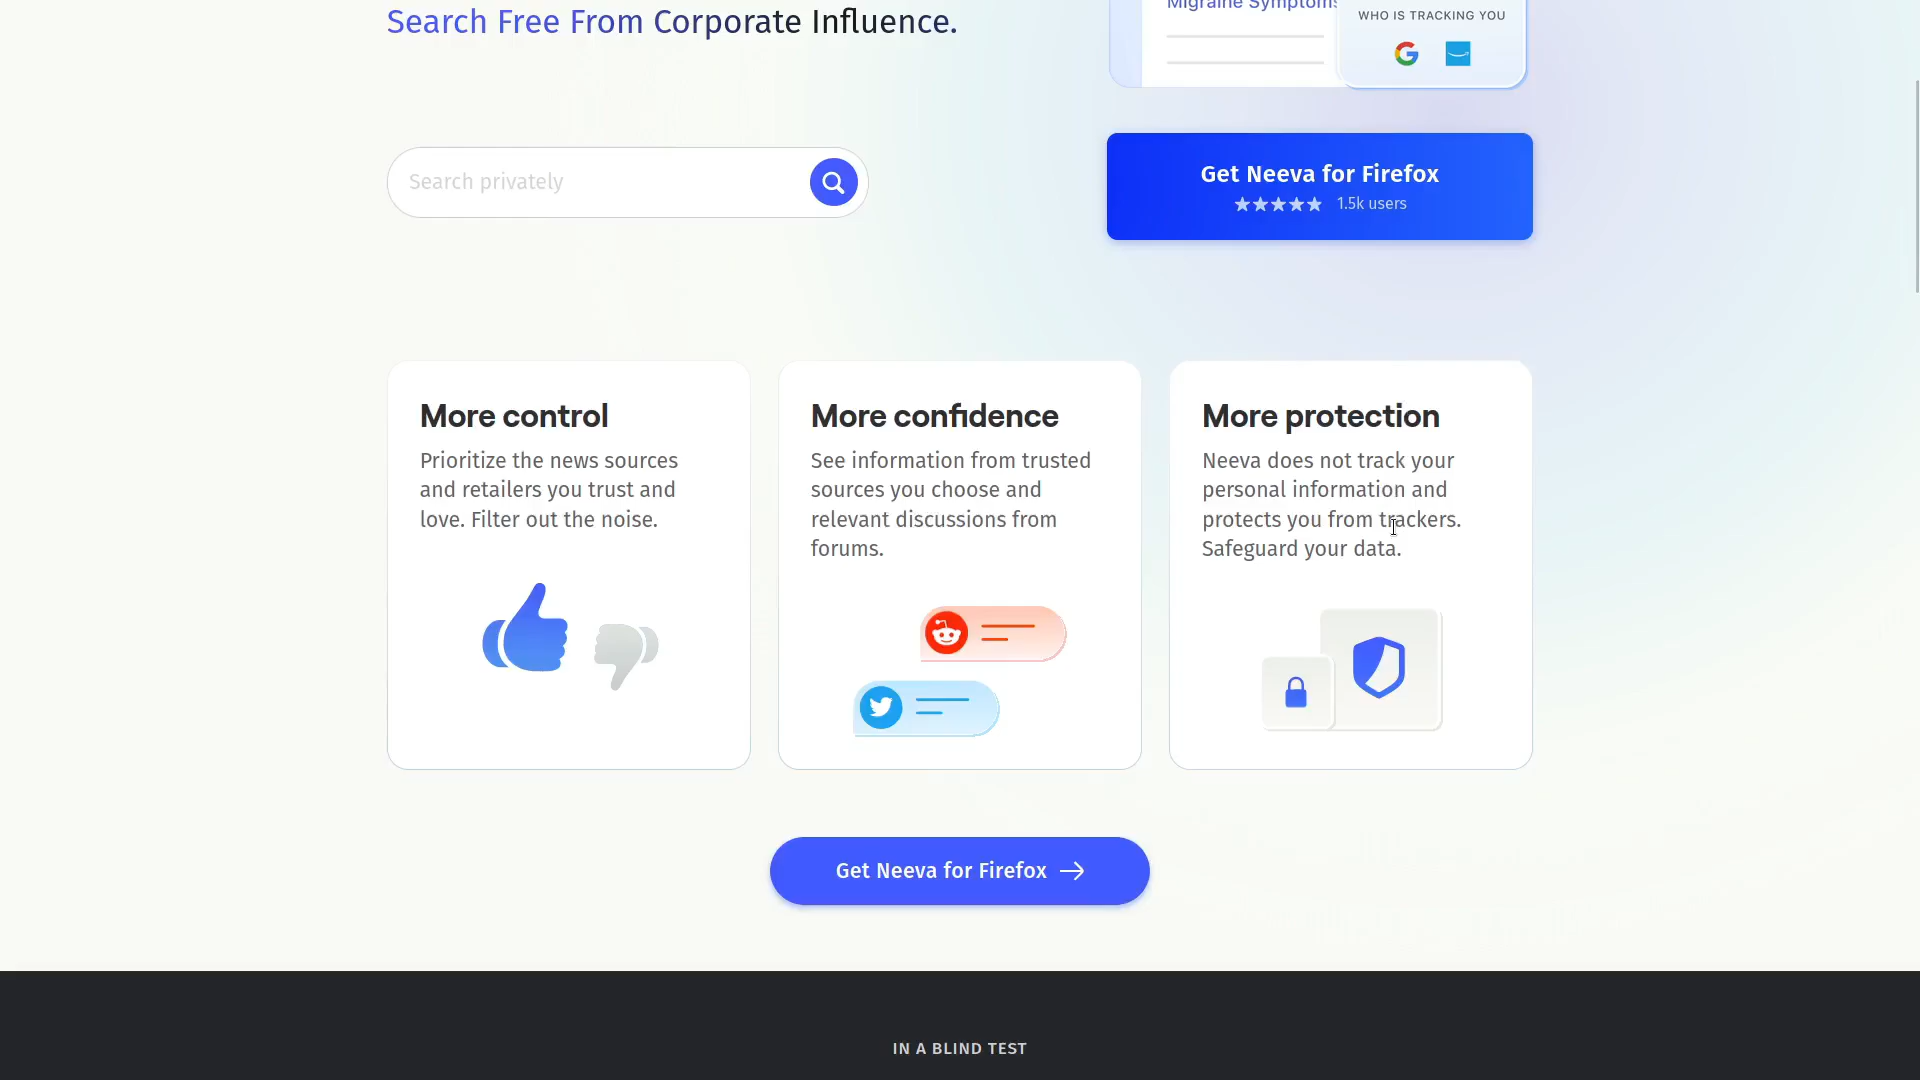 Search Free From Corporate Influence.
Migraine Symptoms
WHO IS TRACKING YOU
Search privately
Get Neeva for Firefox
1.5k users
More control
Prioritize the news sources
and retailers you trust and
love. Filter out the noise.
More confidence
See information from trusted
sources you choose and
relevant discussions from
forums.
More protection
Neeva does not track your
personal information and
protects you from trackers.
Safeguard your data.
Get Neeva for Firefox
IN A BLIND TEST